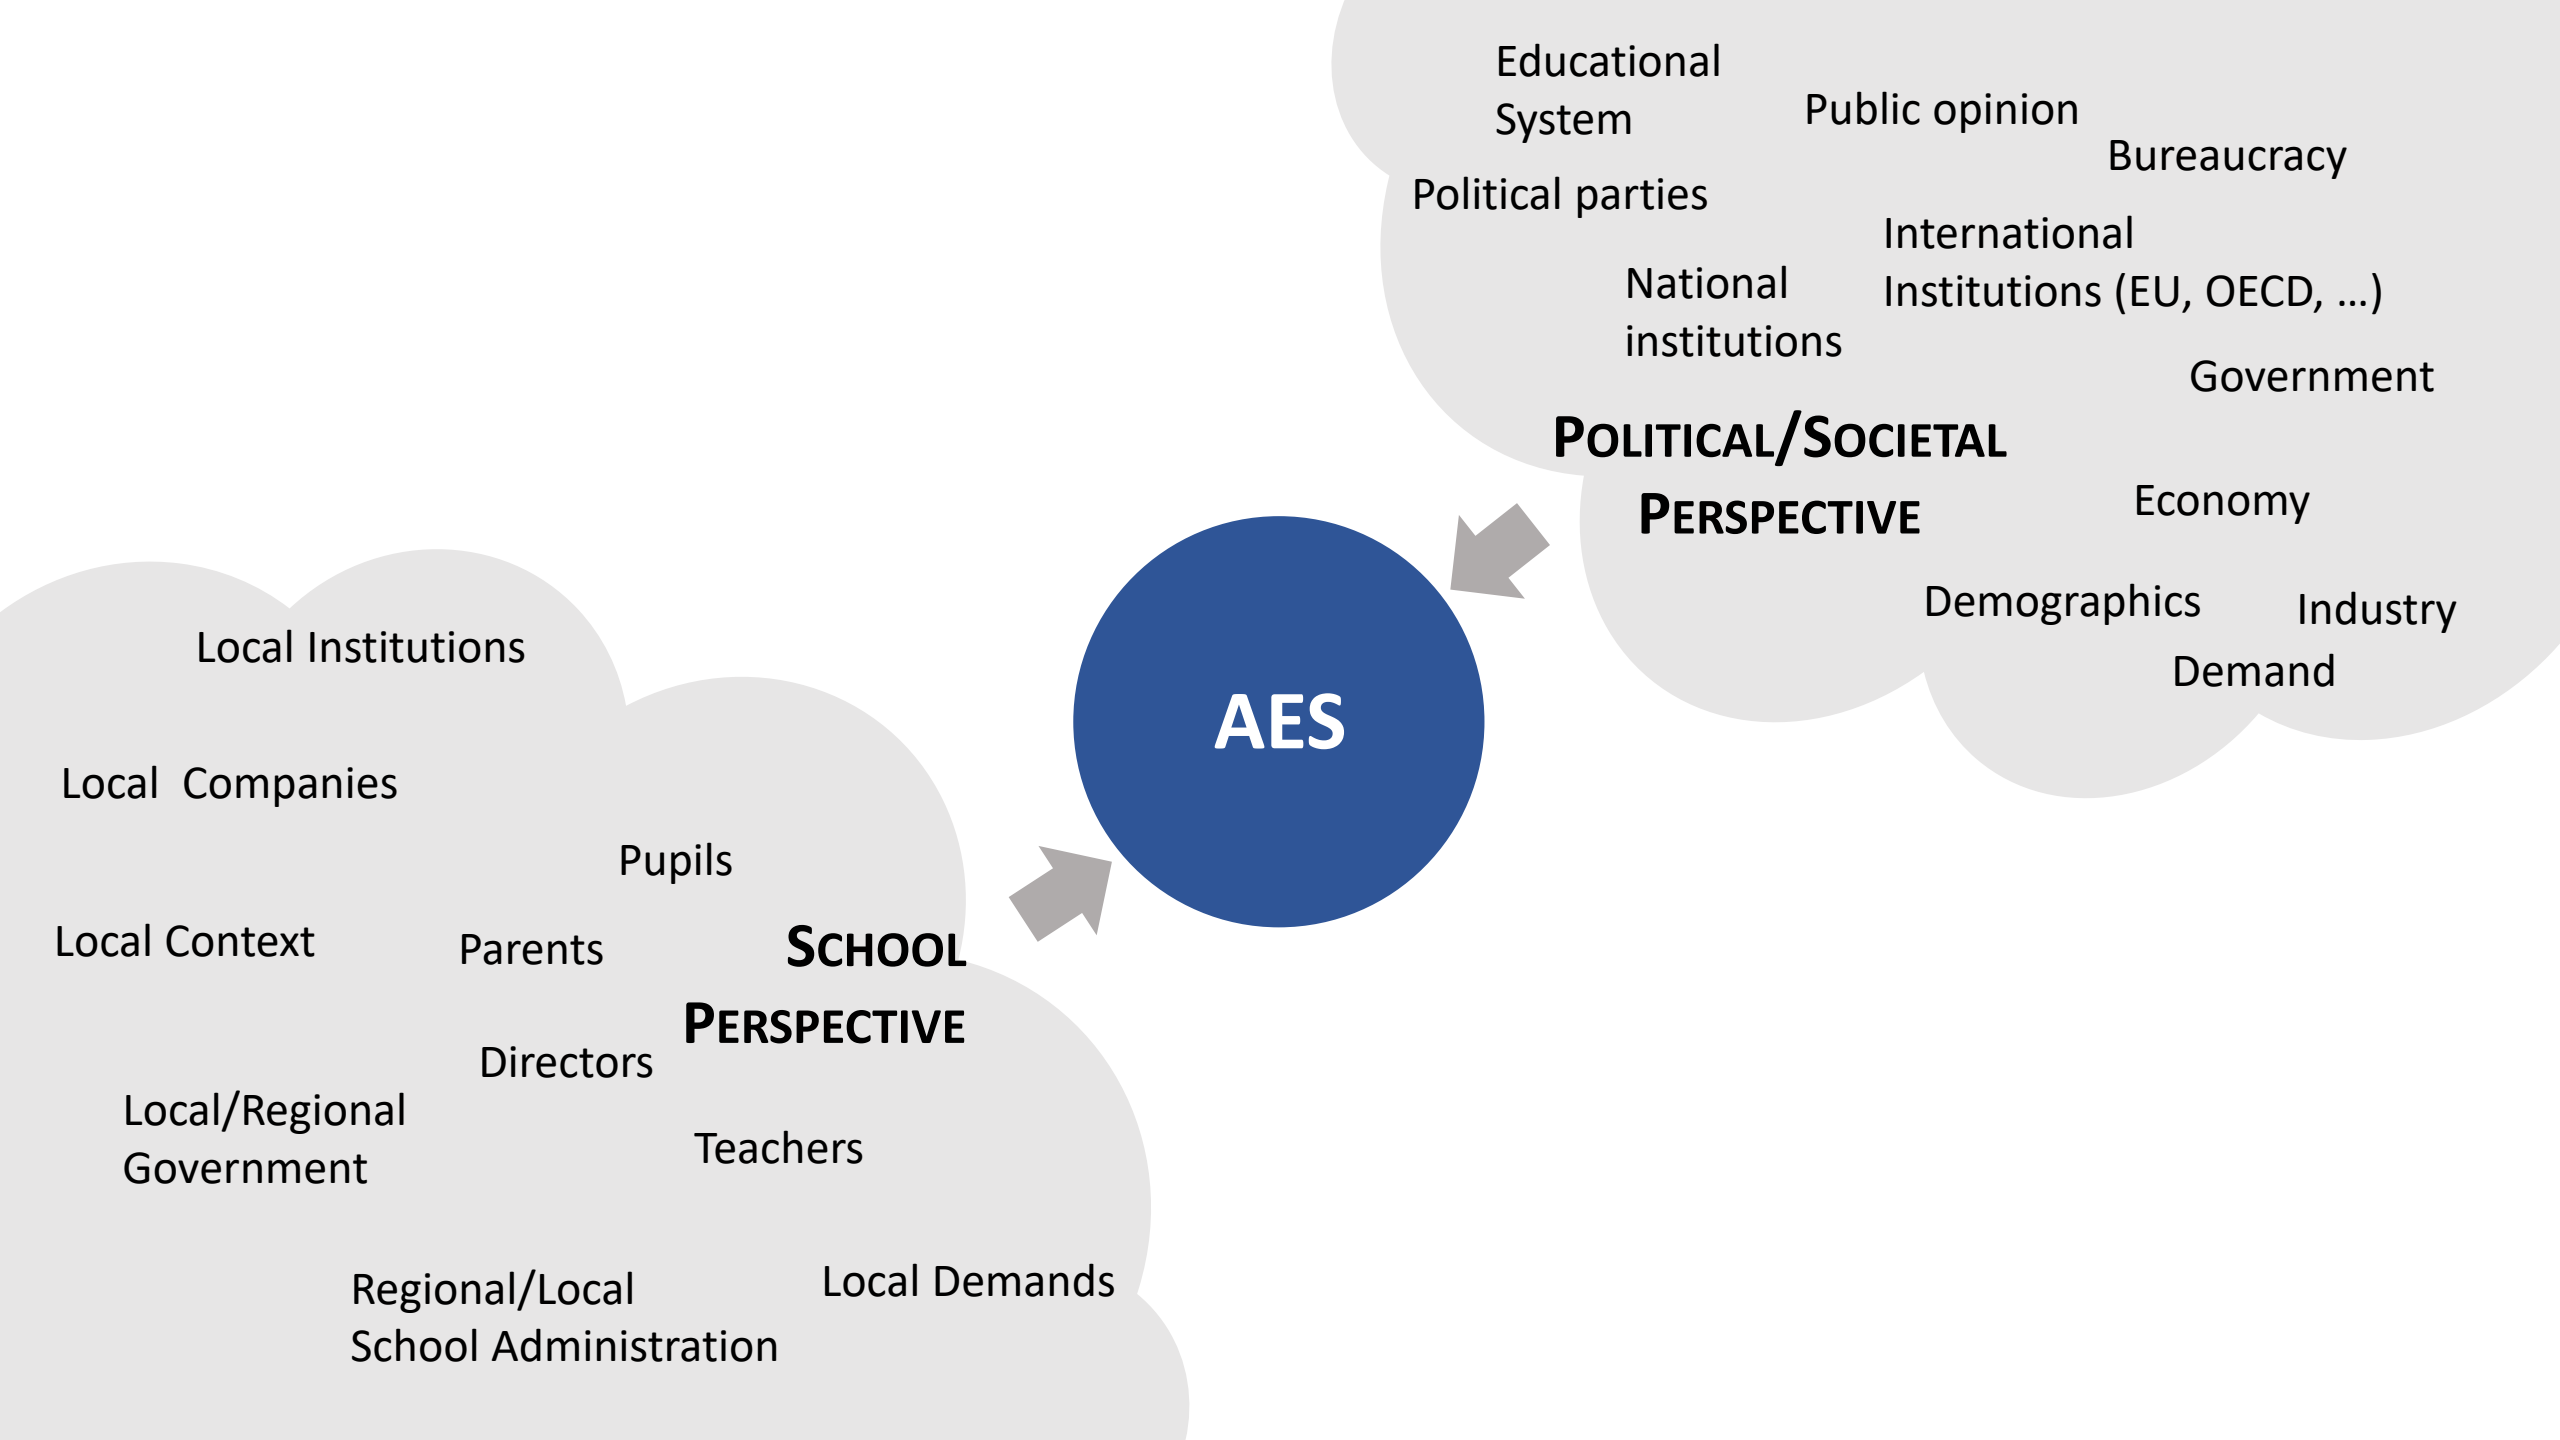 Educational
System
Public opinion
Bureaucracy
Political parties
International
Institutions (EU, OECD, ...)
National
institutions
Government
POLITICAL/SOCIETAL
PERSPECTIVE
Economy
Demographics
Industry
Demand
AES
Local Institutions
Local  Companies
Pupils
Local Context
Parents
SCHOOL
PERSPECTIVE
Directors
Local/Regional
Government
Teachers
Regional/Local
School Administration
Local Demands